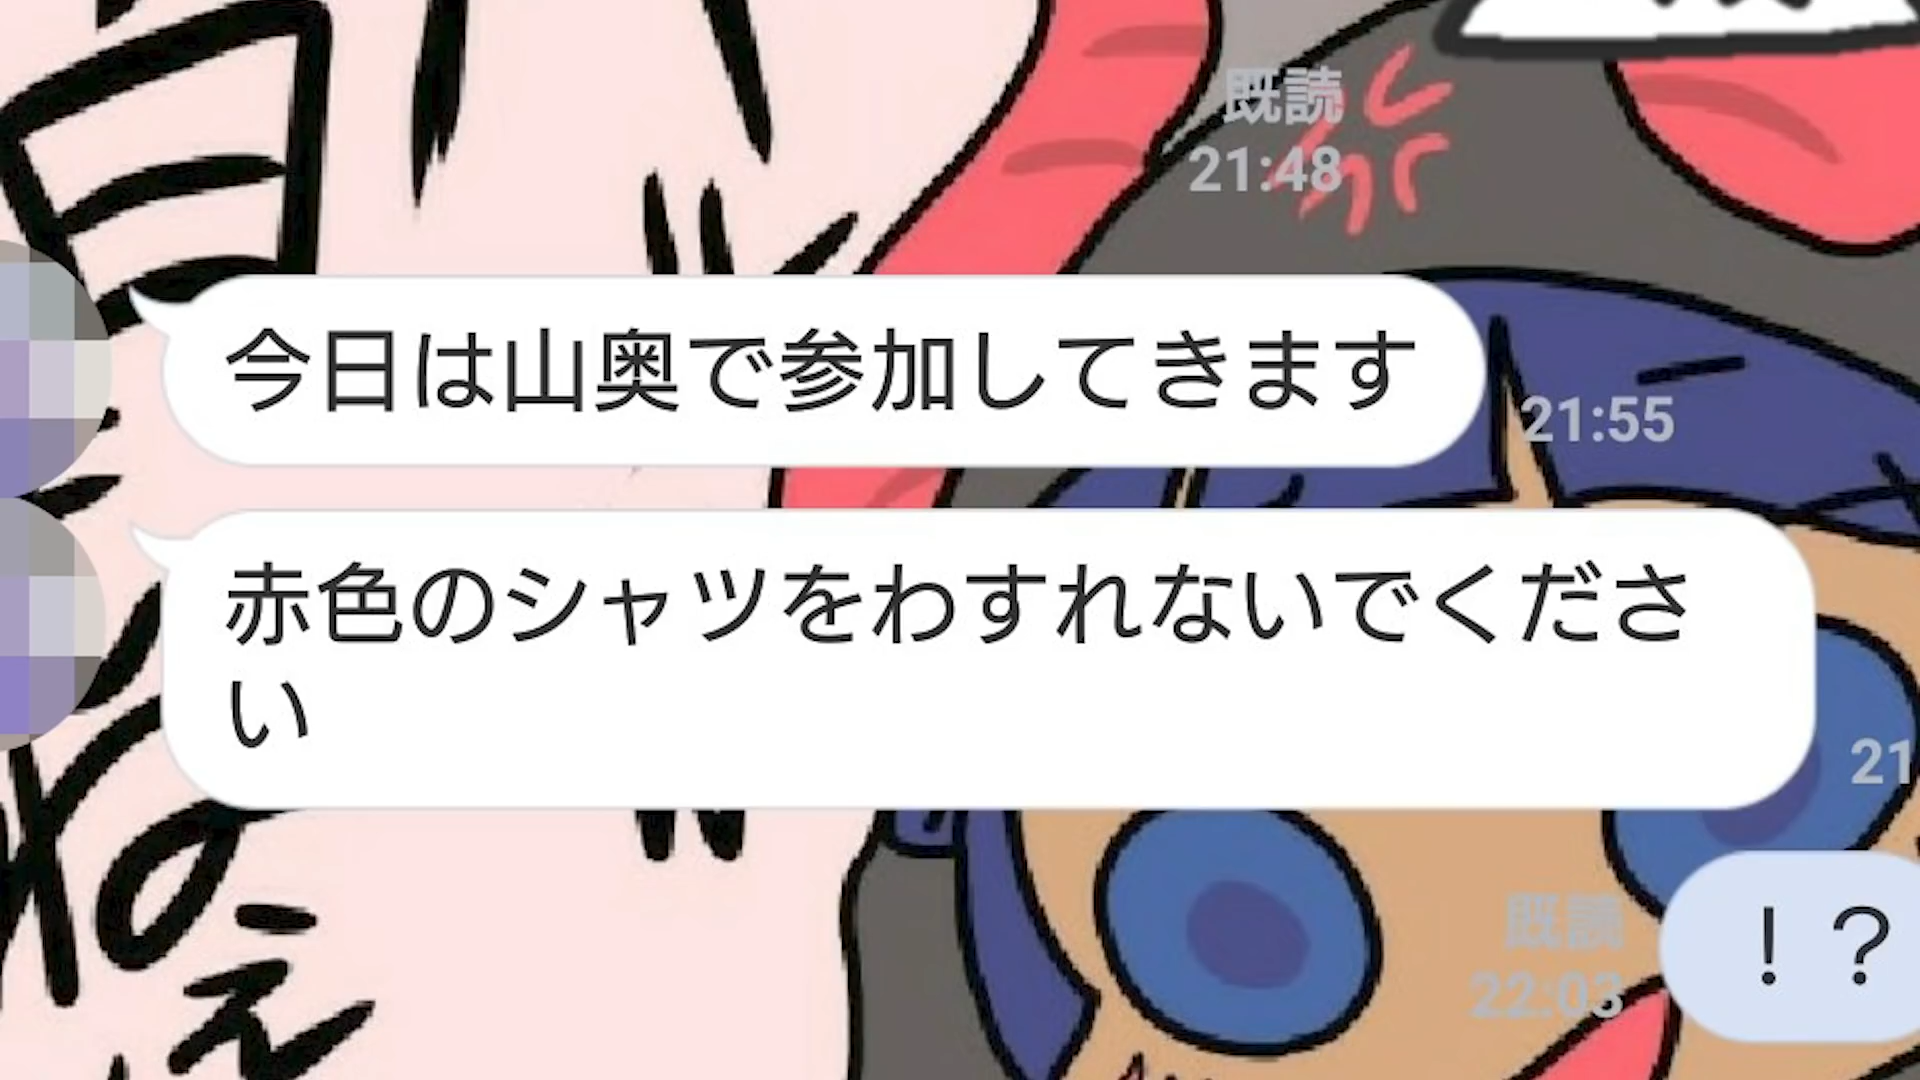 既読
21:48
今日は山奥で参加してきます
21:55
赤色のシャツをわすれないでくださ
い
21
！？
既読
22:03
ねぇ